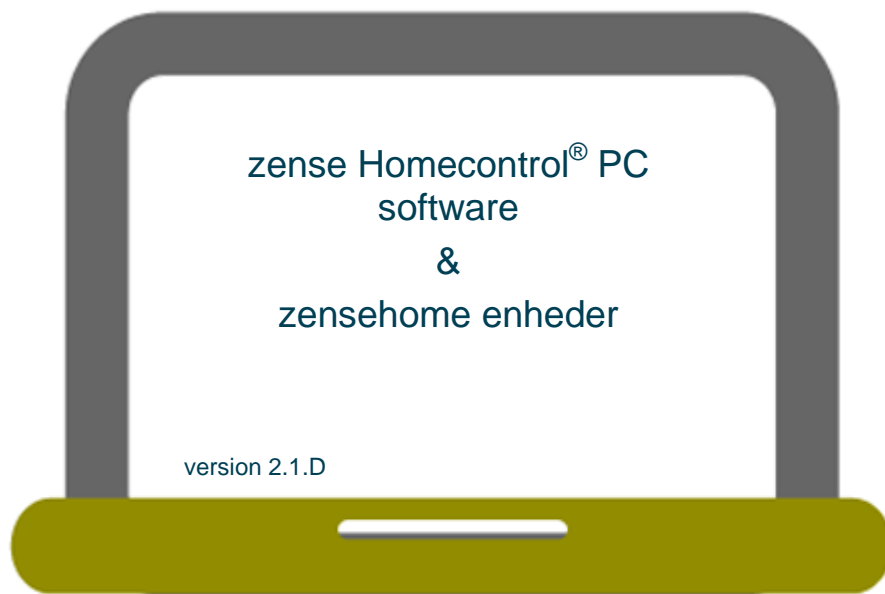 zense Homecontrol® PC
software
&
zensehome enheder
version 2.1.D